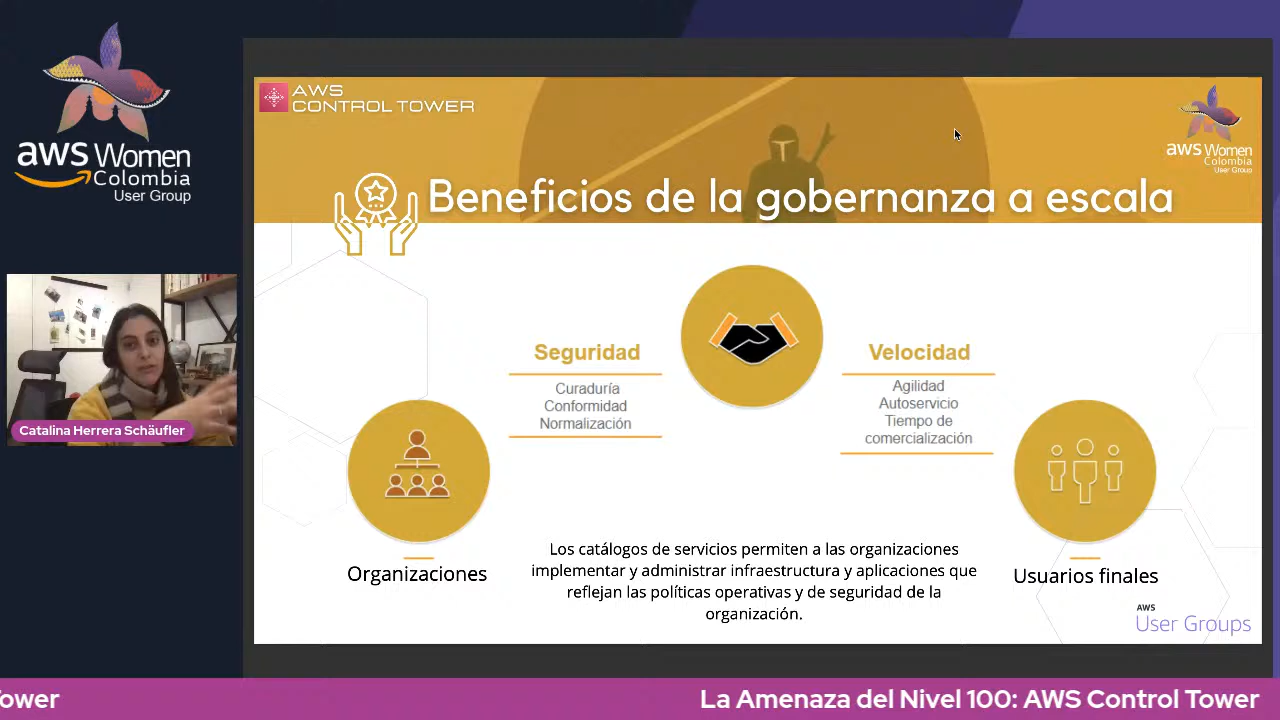 aws Women
Colombia
User Group
Catalina Herrera Schäufler
AWS
CONTROL TOWER
aws Women
Colombia
User Group
Beneficios de la gobernanza a escala
Seguridad
Curaduría
Conformidad
Normalización
Velocidad
Agilidad
Autoservicio
Tiempo de
comercialización
Organizaciones
Los catálogos de servicios permiten a las organizaciones
implementar y administrar infraestructura y aplicaciones que
reflejan las políticas operativas y de seguridad de la
organización.
Usuarios finales
AWS
User Groups
ower
La Amenaza del Nivel 100: AWS Control Tower